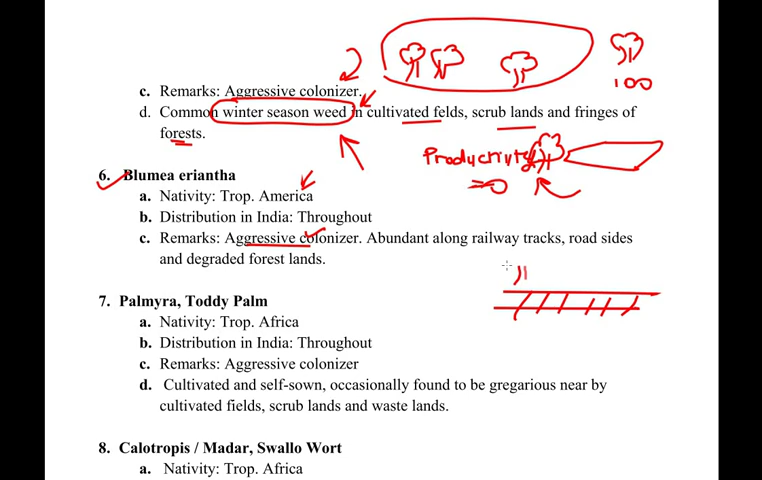 c. Remarks: Aggressive colonizer.
100
d. Common winter season weed in cultivated felds, scrub lands and fringes of
forests.
Productivity
6. Blumea eriantha
a. Nativity: Trop. America
b. Distribution in India: Throughout
c. Remarks: Aggressive colonizer. Abundant along railway tracks, road sides
and degraded forest lands.
7. Palmyra, Toddy Palm
a. Nativity: Trop. Africa
b. Distribution in India: Throughout
c. Remarks: Aggressive colonizer
d. Cultivated and self-sown, occasionally found to be gregarious near by
cultivated fields, scrub lands and waste lands.
8. Calotropis / Madar, Swallo Wort
a. Nativity: Trop. Africa